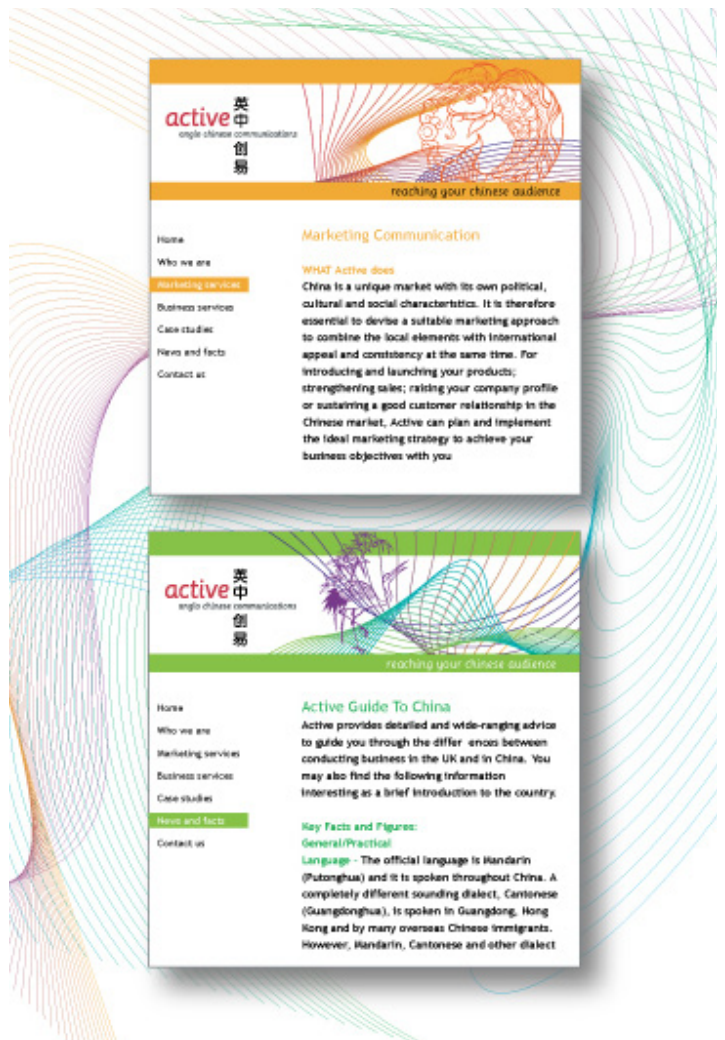 active 英中
anglo chinese communications
创易
reaching your chinese audience
Home
Who we are
Marketing services
Business services
Case studies
News and facts
Contact us
Marketing Communication
WHAT Active does
China is a unique market with its own political,
cultural and social characteristics. It is therefore
essential to devise a suitable marketing approach
to combine the local elements with international
appeal and consistency at the same time. For
introducing and launching your products;
strengthening sales; raising your company profile
or sustaining a good customer relationship in the
Chinese market, Active can plan and implement
the ideal marketing strategy to achieve your
business objectives with you
active 英中
anglo chinese communications
创易
reaching your chinese audience
Home
Who we are
Marketing services
Business services
Case studies
News and facts
Contact us
Active Guide To China
Active provides detailed and wide-ranging advice
to guide you through the differ ences between
conducting business in the UK and in China. You
may also find the following information
interesting as a brief introduction to the country.
Key Facts and Figures:
General/Practical
Language - The official language is Mandarin
(Putonghua) and it is spoken throughout China. A
completely different sounding dialect, Cantonese
(Guangdonghua), is spoken in Guangdong, Hong
Kong and by many overseas Chinese immigrants.
However, Mandarin, Cantonese and other dialect